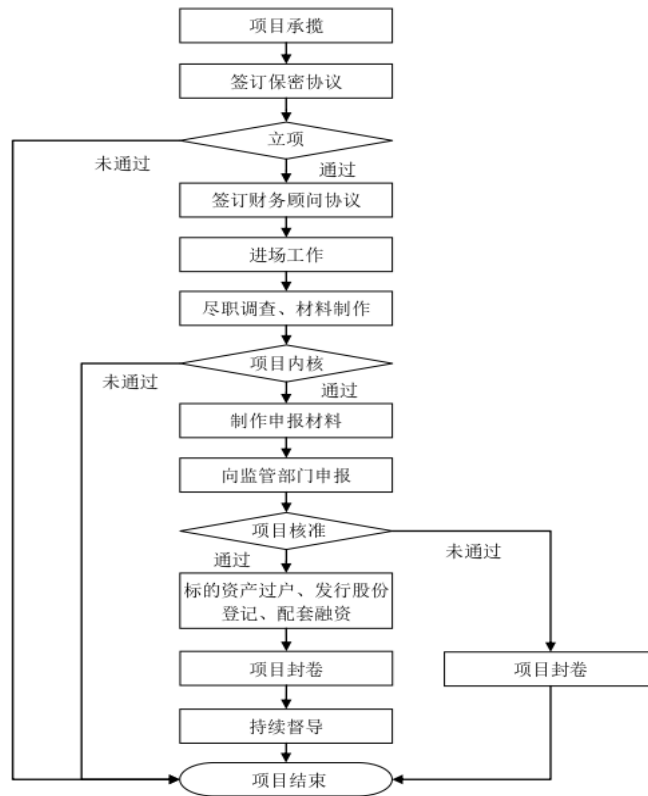 项目承揽
签订保密协议
立项
未通过
通过
签订财务顾问协议
进场工作
尽职调查、材料制作
项目内核
未通过
通过
制作申报材料
向监管部门申报
项目核准
通过
未通过
标的资产过户、发行股份
登记、配套融资
项目封卷
项目封卷
持续督导
项目结束